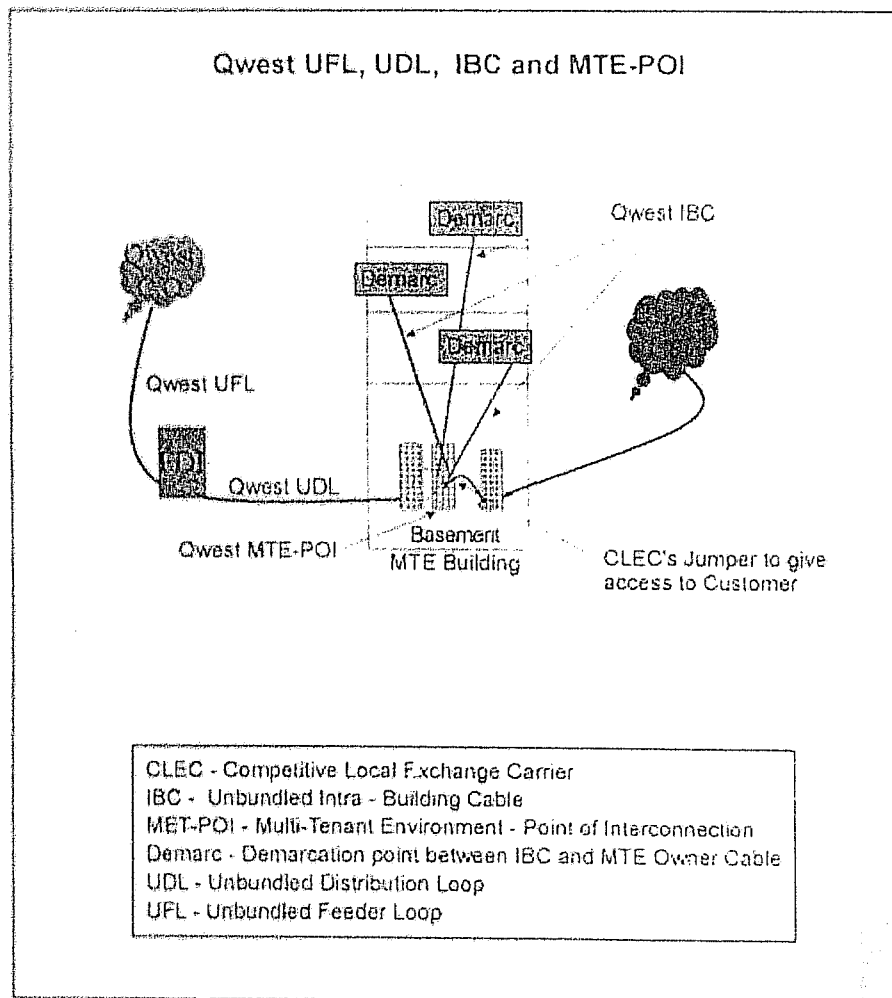 Qwest UFL, UDL, IBC and MTE-POI
Demarc
Qwest IBC
Qwest
C.O.
Demarc
Demarc
Qwest UFL
Qwest UDL
Basement
Qwest MTE-POI
MTE Building
CLEC's Jumper to give
access to Customer
CLEC - Competitive Local Exchange Carrier
IBC - Unbundled Intra - Building Cable
MET-POI - Multi-Tenant Environment - Point of Interconnection
Demarc - Demarcation point between IBC and MTE Owner Cable
UDL - Unbundled Distribution Loop
UFL - Unbundled Feeder Loop